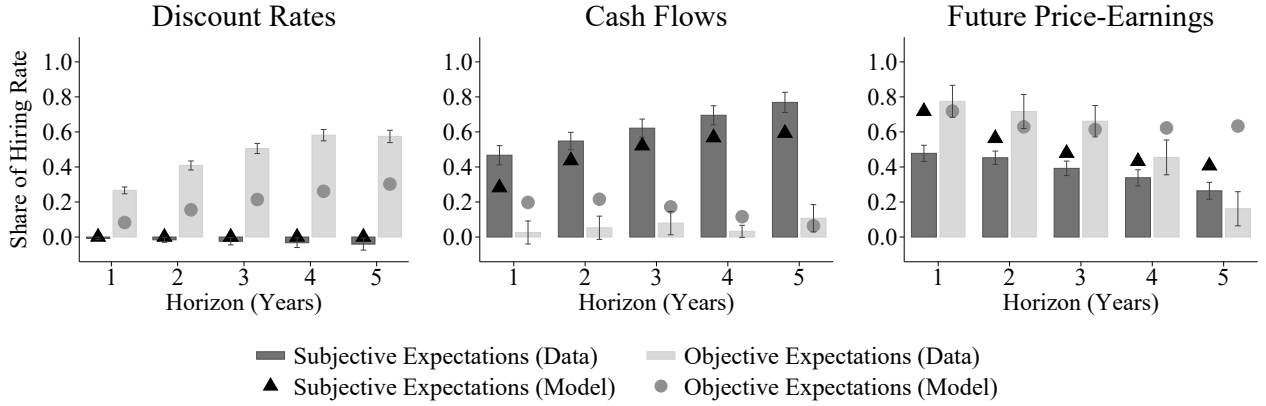 Discount Rates
Cash Flows
Future Price-Earnings
Share of Hiring Rate
1.0
0.8
0.6
0.4
0.2
0.0
1 2 3 4 5
Horizon (Years)
1.0
0.8
0.6
0.4
0.2
0.0
1 2 3 4 5
Horizon (Years)
1.0
0.8
0.6
0.4
0.2
0.0
1 2 3 4 5
Horizon (Years)
Subjective Expectations (Data)
Objective Expectations (Data)
Subjective Expectations (Model)
Objective Expectations (Model)